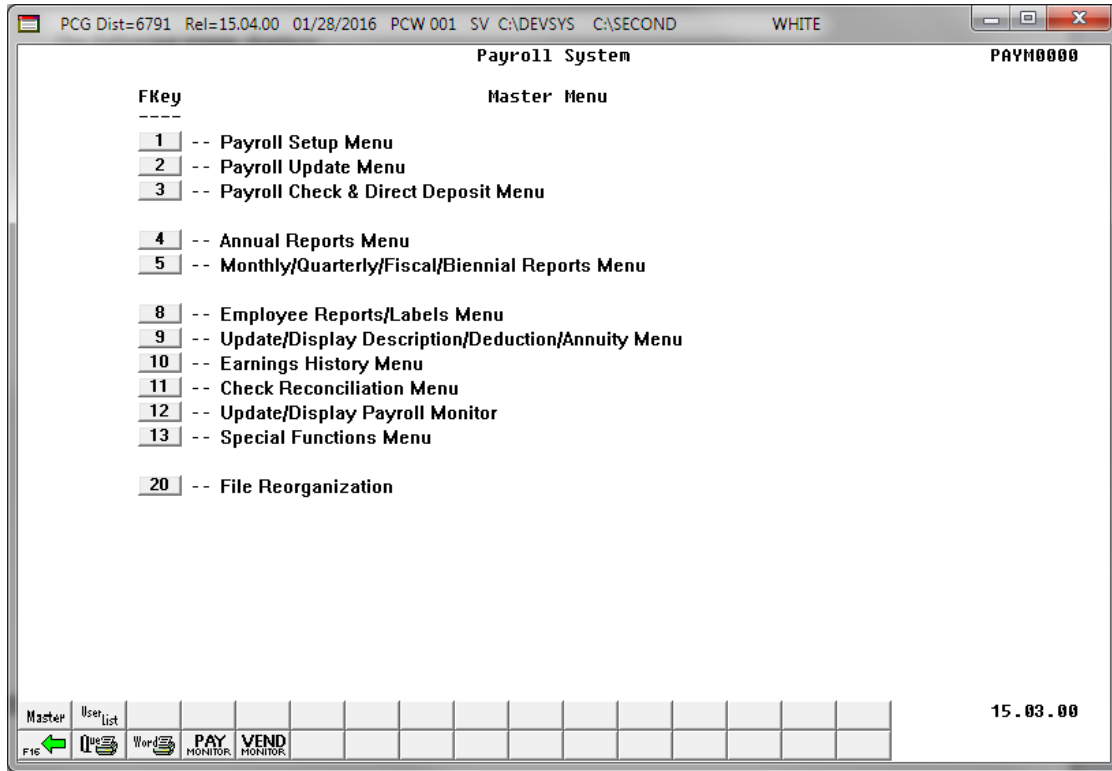 PCG Dist=6791 Rel=15.04.00 01/28/2016 PCW 001 SV C:\DEVSYS C:\SECOND WHITE
Payroll System PAYM0000
FKey Master Menu
----
1 -- Payroll Setup Menu
2 -- Payroll Update Menu
3 -- Payroll Check & Direct Deposit Menu
4 -- Annual Reports Menu
5 -- Monthly/Quarterly/Fiscal/Biennial Reports Menu
8 -- Employee Reports/Labels Menu
9 -- Update/Display Description/Deduction/Annuity Menu
10 -- Earnings History Menu
11 -- Check Reconciliation Menu
12 -- Update/Display Payroll Monitor
13 -- Special Functions Menu
20 -- File Reorganization
Master User List 15.03.00
F16 Que Word PAY MONITOR VEND MONITOR